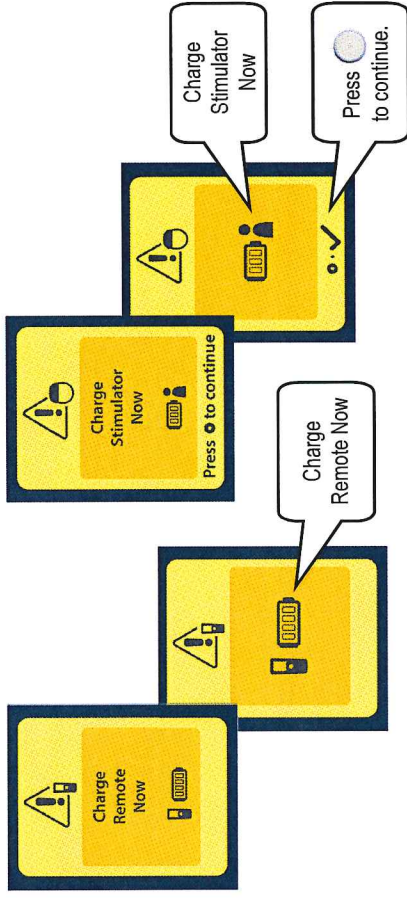 Charge
Remote
Now
Charge
Remote Now
Charge
Stimulator
Now
Press o to continue
Charge
Stimulator
Now
Press
to continue.